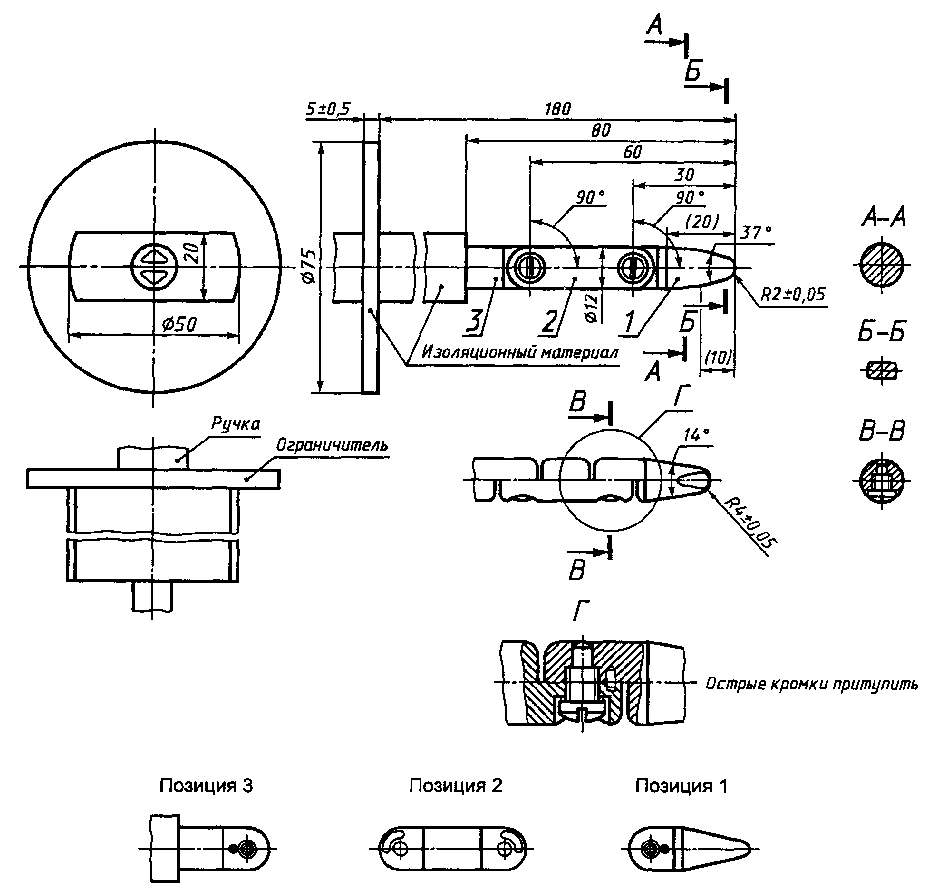 А
Б
5±0,5
180
80
60
30
90°
90°
(20)
37°
А-А
20
Ø75
Ø12
R2±0,05
Ø50
3
2
1
Б
Изоляционный материал
А
(10)
Б-Б
В
Г
14°
В-В
Ручка
Ограничитель
R4±0,05
В
Г
Острые кромки притупить
Позиция 3
Позиция 2
Позиция 1